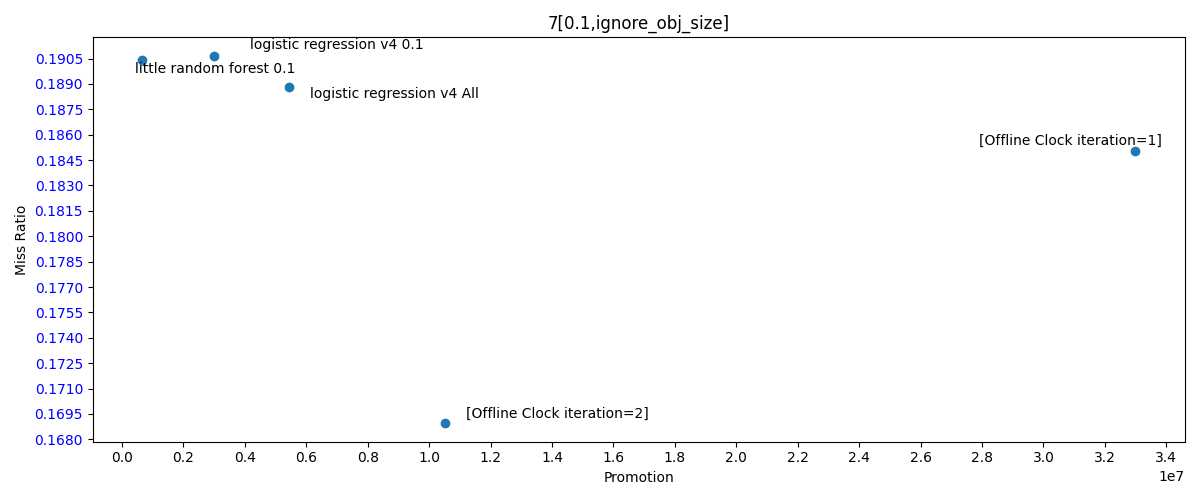 7[0.1,ignore_obj_size]
logistic regression v4 0.1
little random forest 0.1
logistic regression v4 All
[Offline Clock iteration=1]
[Offline Clock iteration=2]
Miss Ratio
0.1905
0.1890
0.1875
0.1860
0.1845
0.1830
0.1815
0.1800
0.1785
0.1770
0.1755
0.1740
0.1725
0.1710
0.1695
0.1680
0.0 0.2 0.4 0.6 0.8 1.0 1.2 1.4 1.6 1.8 2.0 2.2 2.4 2.6 2.8 3.0 3.2 3.4
1e7
Promotion